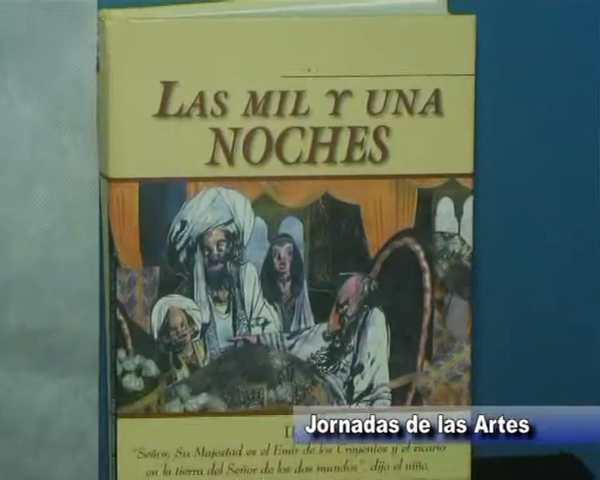 LAS MIL Y UNA
NOCHES
Jornadas de las Artes
"Señor, Su Majestad es el Emir de los Creyentes y el vicario
en la tierra del Señor de los dos mundos", dijo el niño.